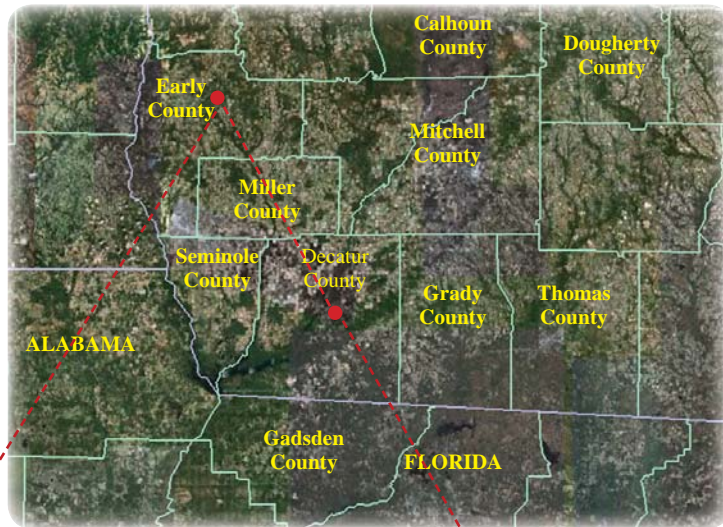 Calhoun
County
Dougherty
County
Early
County
Mitchell
County
Miller
County
Seminole
County
Decatur
County
Grady
County
Thomas
County
ALABAMA
Gadsden
County
FLORIDA